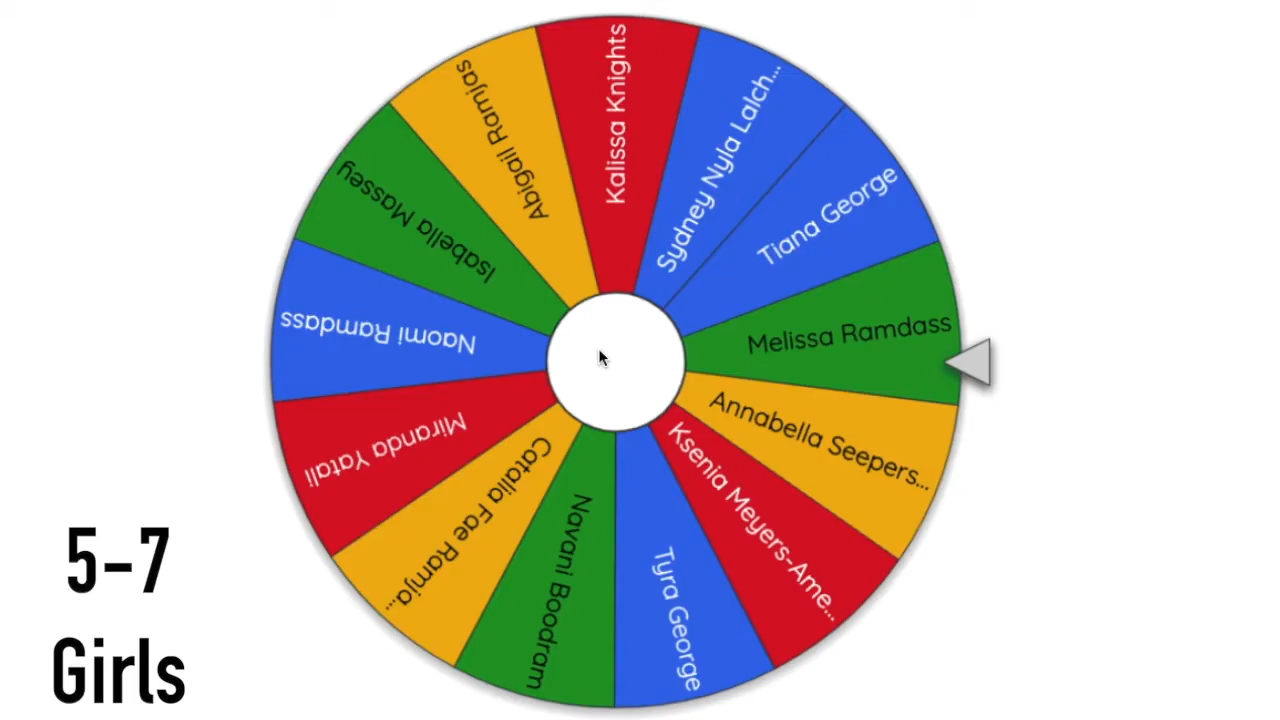 Kalissa Knights
Sydney Nyla Lalch...
Tiana George
Melissa Ramdass
Annabella Seepers...
Ksenia Meyers-Ame...
Tyra George
Navani Boodram
Catalia Fae Ramja...
Miranda Yatali
Naomi Ramdass
Isabella Massey
Abigail Ramjas
5-7
Girls